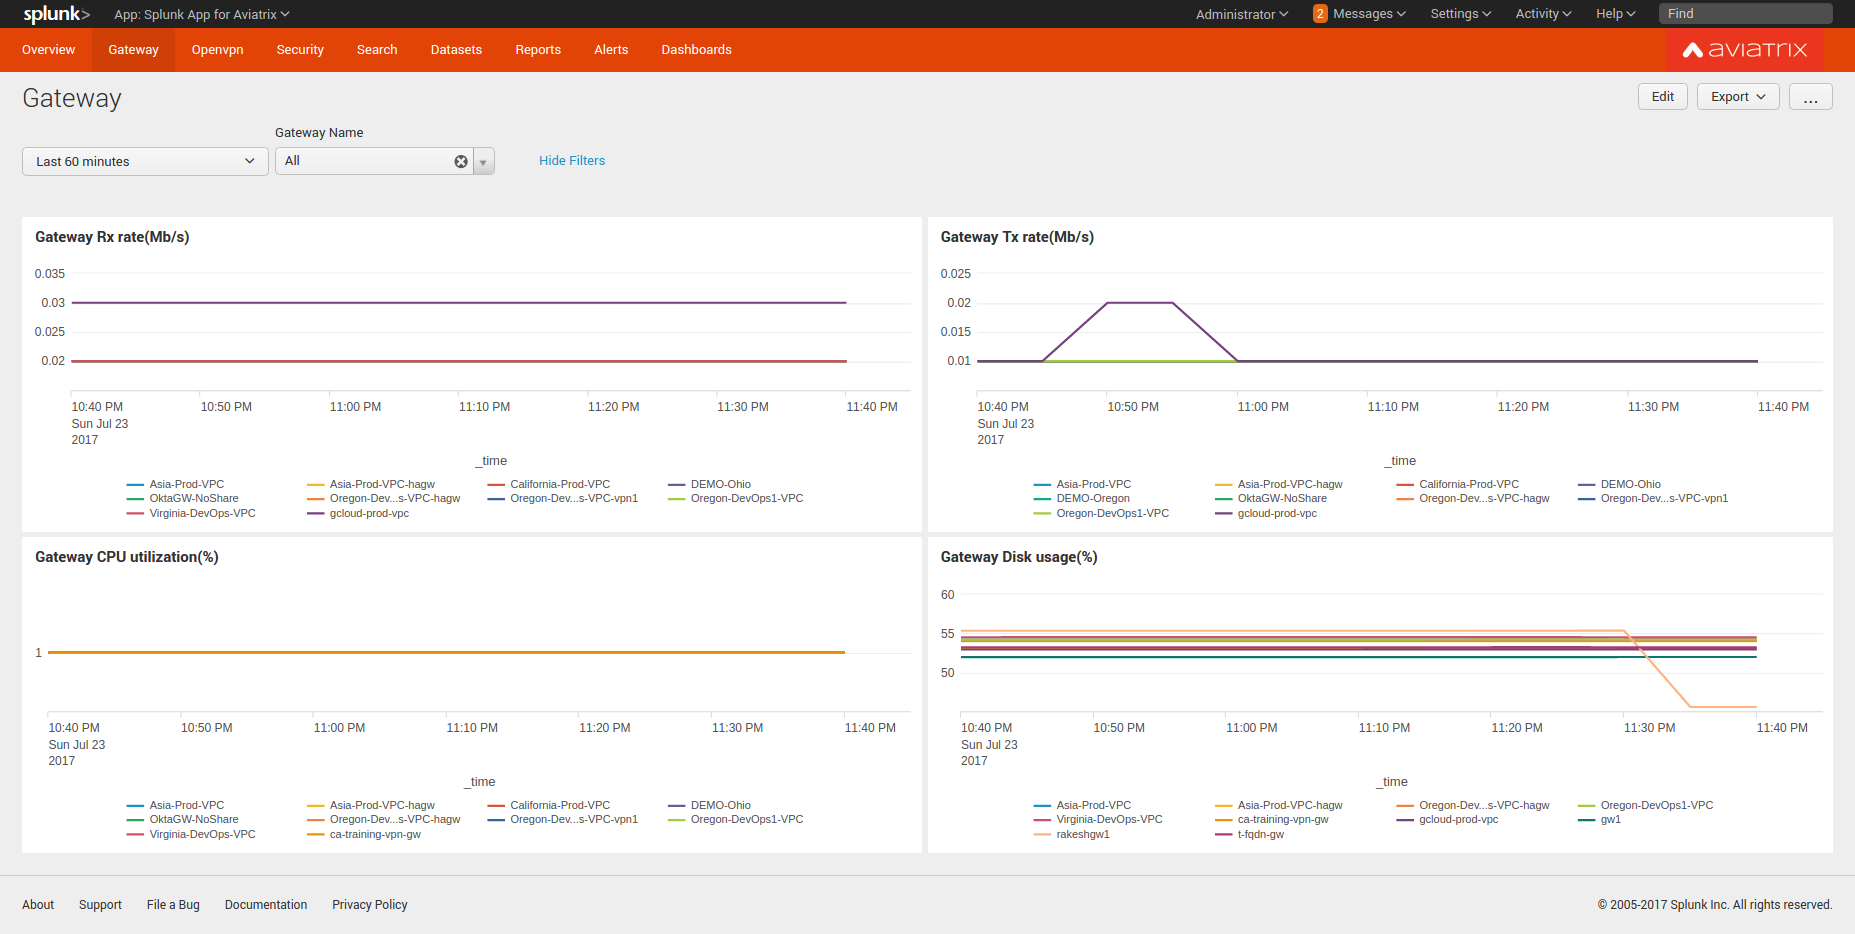 splunk> App: Splunk App for Aviatrix Administrator 2 Messages Settings Activity Help Find
Overview Gateway Openvpn Security Search Datasets Reports Alerts Dashboards aviatrix
Gateway Edit Export ...
Gateway Name
Last 60 minutes All Hide Filters
Gateway Rx rate(Mb/s)
0.035
0.03
0.025
0.02
10:40 PM 10:50 PM 11:00 PM 11:10 PM 11:20 PM 11:30 PM 11:40 PM
Sun Jul 23
2017
_time
Asia-Prod-VPC Asia-Prod-VPC-hagw California-Prod-VPC DEMO-Ohio
OktaGW-NoShare Oregon-Dev...s-VPC-hagw Oregon-Dev...s-VPC-vpn1 Oregon-DevOps1-VPC
Virginia-DevOps-VPC gcloud-prod-vpc
Gateway Tx rate(Mb/s)
0.025
0.02
0.015
0.01
10:40 PM 10:50 PM 11:00 PM 11:10 PM 11:20 PM 11:30 PM 11:40 PM
Sun Jul 23
2017
_time
Asia-Prod-VPC Asia-Prod-VPC-hagw California-Prod-VPC DEMO-Ohio
DEMO-Oregon OktaGW-NoShare Oregon-Dev...s-VPC-hagw Oregon-Dev...s-VPC-vpn1
Oregon-DevOps1-VPC gcloud-prod-vpc
Gateway CPU utilization(%)
1
10:40 PM 10:50 PM 11:00 PM 11:10 PM 11:20 PM 11:30 PM 11:40 PM
Sun Jul 23
2017
_time
Asia-Prod-VPC Asia-Prod-VPC-hagw California-Prod-VPC DEMO-Ohio
OktaGW-NoShare Oregon-Dev...s-VPC-hagw Oregon-Dev...s-VPC-vpn1 Oregon-DevOps1-VPC
Virginia-DevOps-VPC ca-training-vpn-gw
Gateway Disk usage(%)
60
55
50
10:40 PM 10:50 PM 11:00 PM 11:10 PM 11:20 PM 11:30 PM 11:40 PM
Sun Jul 23
2017
_time
Asia-Prod-VPC Asia-Prod-VPC-hagw Oregon-Dev...s-VPC-hagw Oregon-DevOps1-VPC
Virginia-DevOps-VPC ca-training-vpn-gw gcloud-prod-vpc gw1
rakeshgw1 t-fqdn-gw
About Support File a Bug Documentation Privacy Policy © 2005-2017 Splunk Inc. All rights reserved.